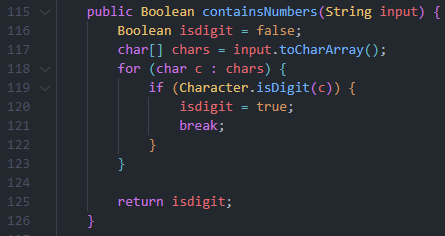 115 public Boolean containsNumbers(String input) {
116 Boolean isdigit = false;
117 char[] chars = input.toCharArray();
118 for (char c : chars) {
119 if (Character.isDigit(c)) {
120 isdigit = true;
121 break;
122 }
123 }
124
125 return isdigit;
126 }